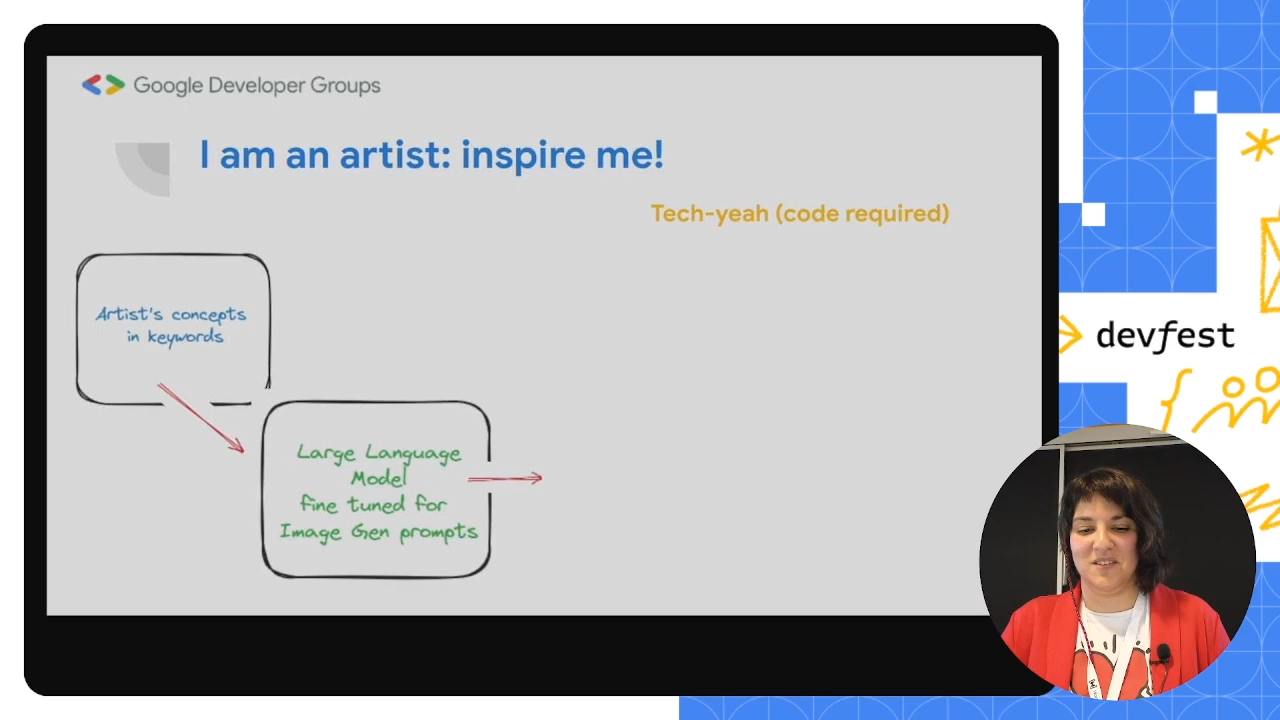 Google Developer Groups
I am an artist: inspire me!
Tech-yeah (code required)
Artist's concepts
in keywords
Large Language
Model
fine tuned for
Image Gen prompts
devfest